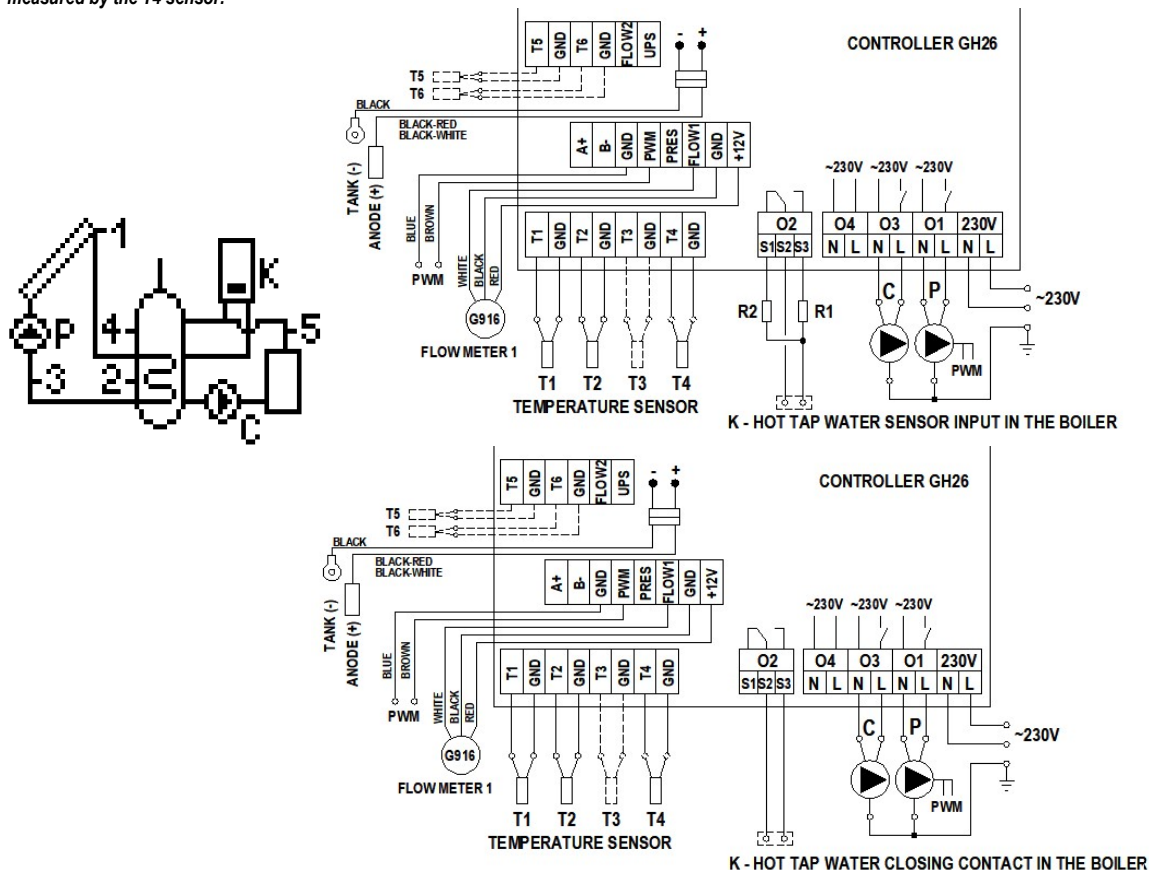 measured by the T4 sensor.
CONTROLLER GH26
T5 GND T6 GND FLOW2 UPS
- +
T5
T6
BLACK
BLACK-RED
BLACK-WHITE
TANK (-)
ANODE (+)
A+ B- GND PWM PRES FLOW1 GND +12V
~230V ~230V ~230V
BLUE
BROWN
PWM
WHITE
BLACK
RED
T1 GND T2 GND T3 GND T4 GND
O2 O4 O3 O1 230V
S1 S2 S3 N L N L N L N L
G916
FLOW METER 1
R2 R1
C P
~230V
PWM
T1 T2 T3 T4
TEMPERATURE SENSOR
K - HOT TAP WATER SENSOR INPUT IN THE BOILER
1
K
P 4 5
3 2
C
CONTROLLER GH26
T5 GND T6 GND FLOW2 UPS
- +
T5
T6
BLACK
BLACK-RED
BLACK-WHITE
TANK (-)
ANODE (+)
A+ B- GND PWM PRES FLOW1 GND +12V
~230V ~230V ~230V
BLUE
BROWN
PWM
WHITE
BLACK
RED
T1 GND T2 GND T3 GND T4 GND
O2 O4 O3 O1 230V
S1 S2 S3 N L N L N L N L
G916
FLOW METER 1
C P
~230V
PWM
T1 T2 T3 T4
TEMPERATURE SENSOR
K - HOT TAP WATER CLOSING CONTACT IN THE BOILER